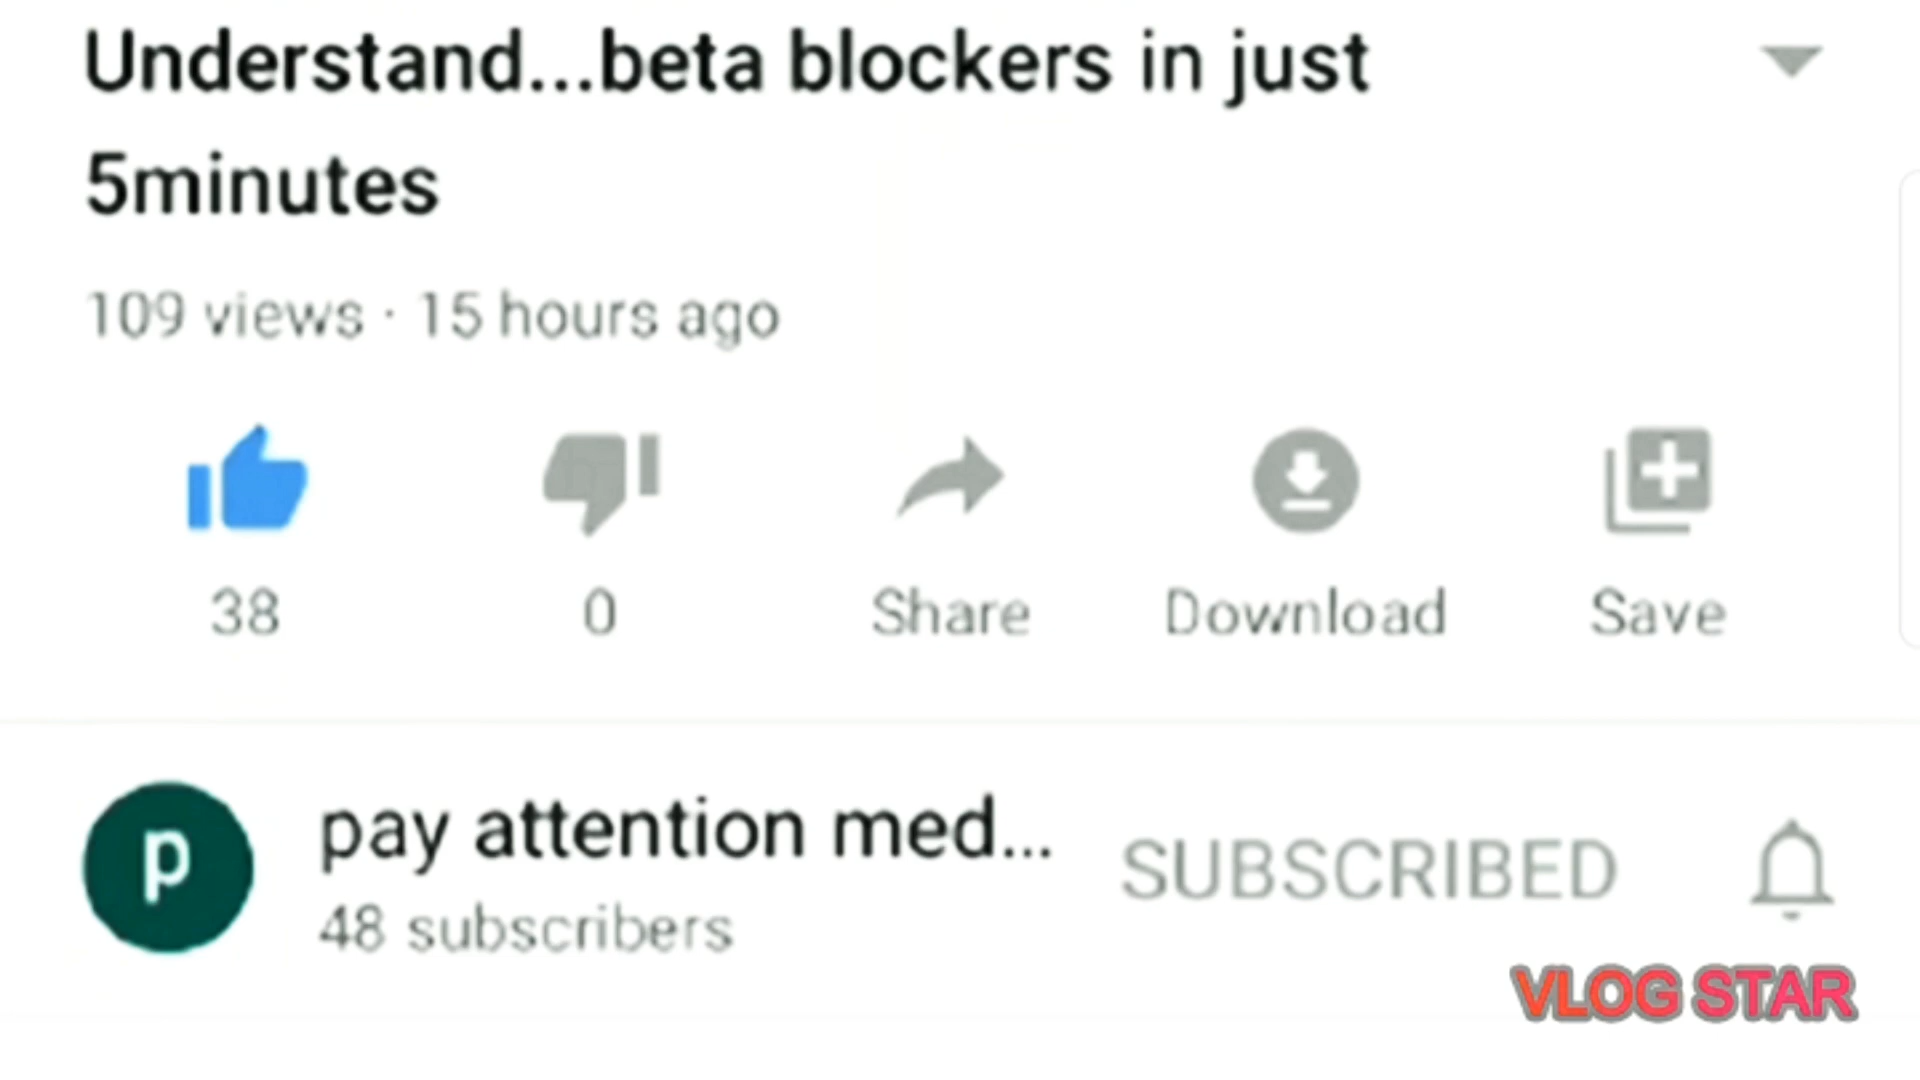 Understand...beta blockers in just
5minutes
109 views · 15 hours ago
38
0
Share
Download
Save
p
pay attention med...
SUBSCRIBED
48 subscribers
VLOG STAR